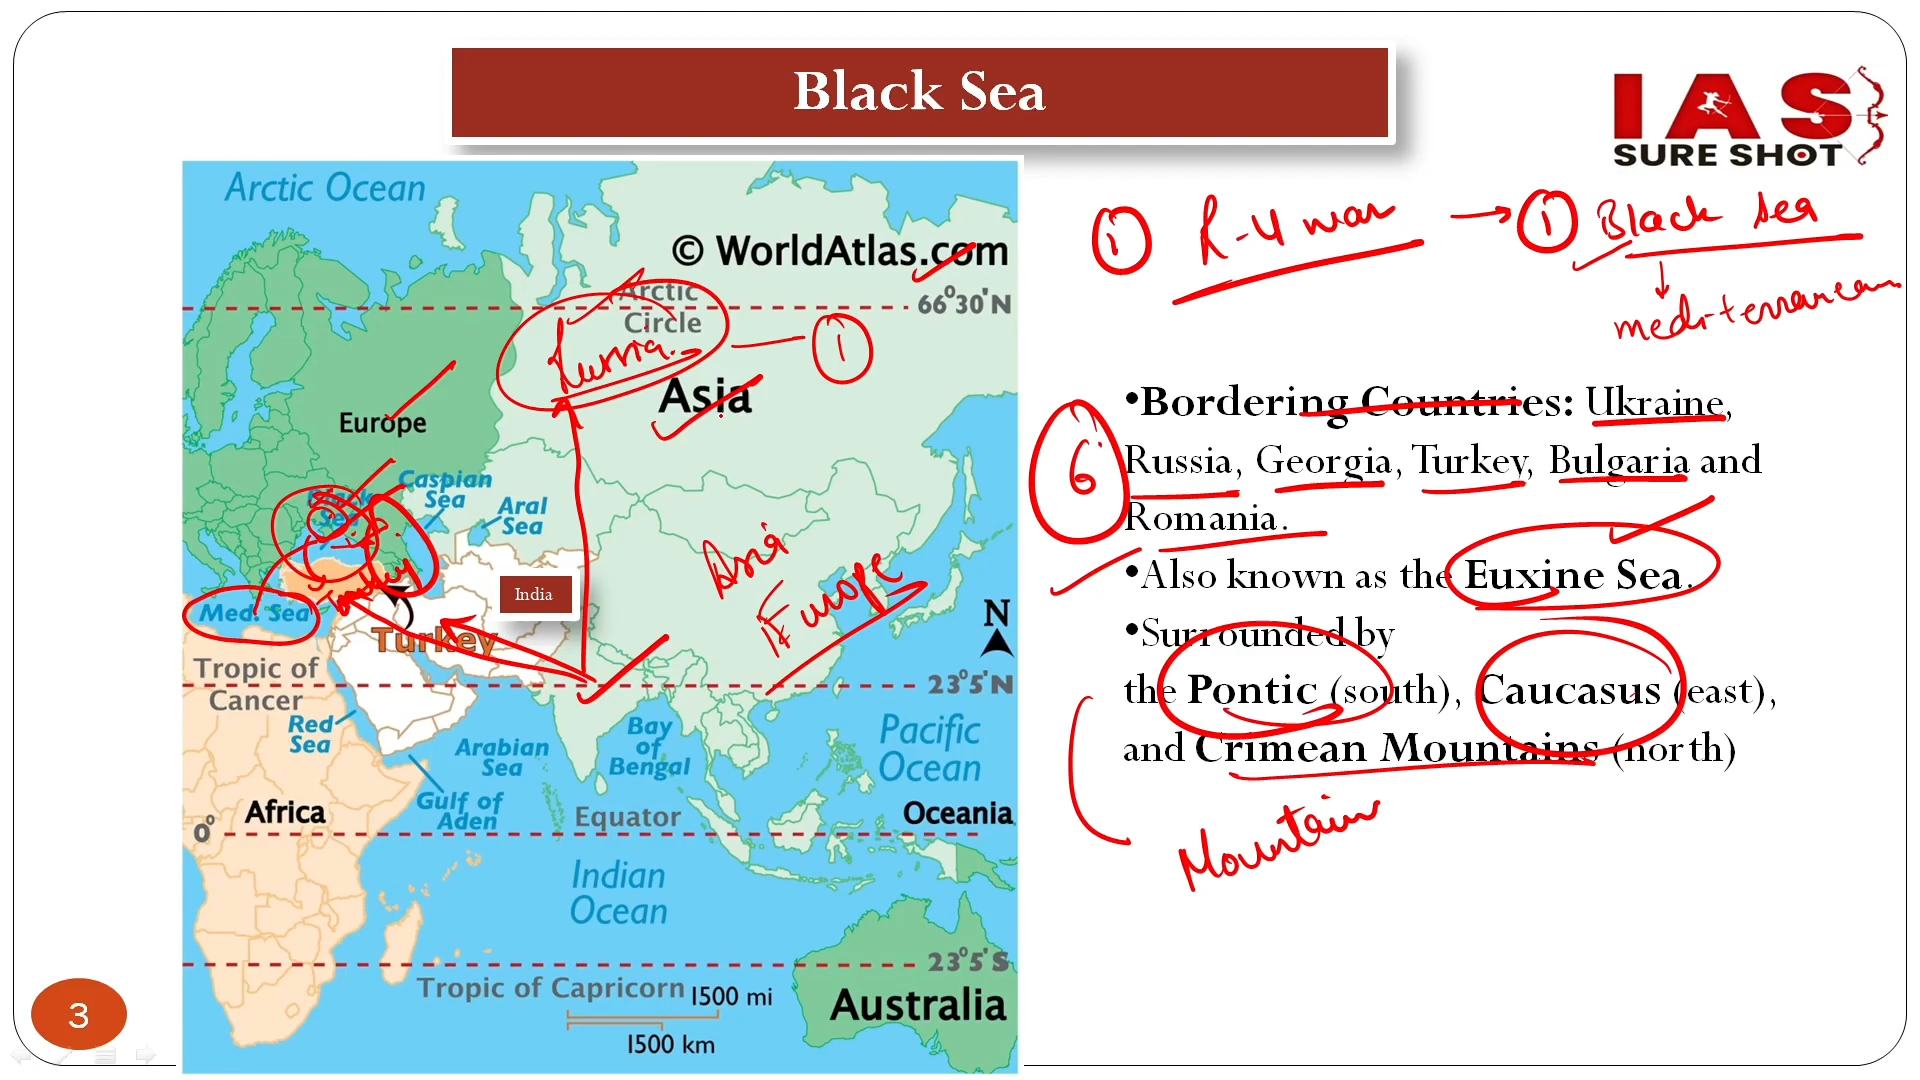 Black Sea
IAS
SURE SHOT
① R-U war → ① Black Sea
mediterranean
Arctic Ocean
© WorldAtlas.com
Arctic
Circle
66°30'N
Russia.
①
Asia
Europe
Black
Sea
Caspian
Sea
Aral
Sea
India
Asia
Europe
Turkey
Med. Sea
Turkey
N
Tropic of
Cancer
23°5'N
Red
Sea
Arabian
Sea
Bay
of
Bengal
Pacific
Ocean
Gulf of
Aden
Africa
Equator
Oceania
0°
Indian
Ocean
23°5'S
Tropic of Capricorn
1500 mi
1500 km
Australia
6
•Bordering Countries: Ukraine,
Russia, Georgia, Turkey, Bulgaria and
Romania.
•Also known as the Euxine Sea.
•Surrounded by
the Pontic (south), Caucasus (east),
and Crimean Mountains (north)
Mountain
3